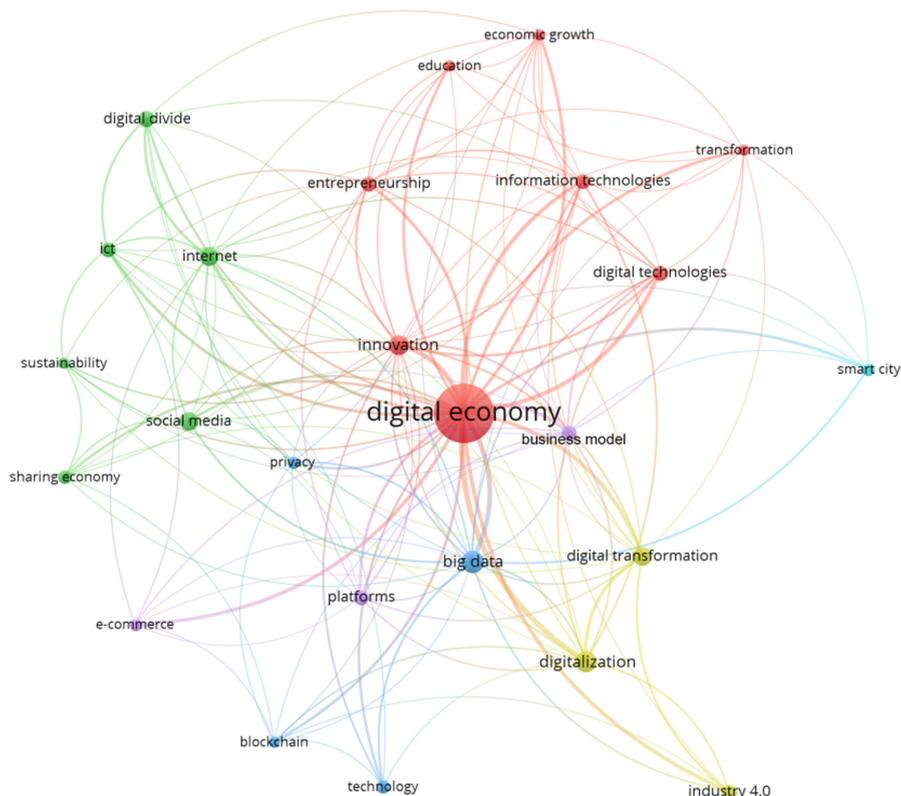 economic growth
education
digital divide
transformation
entrepreneurship
information technologies
ict
internet
digital technologies
innovation
sustainability
smart city
digital economy
social media
business model
privacy
sharing economy
big data
digital transformation
platforms
e-commerce
digitalization
blockchain
technology
industry 4.0